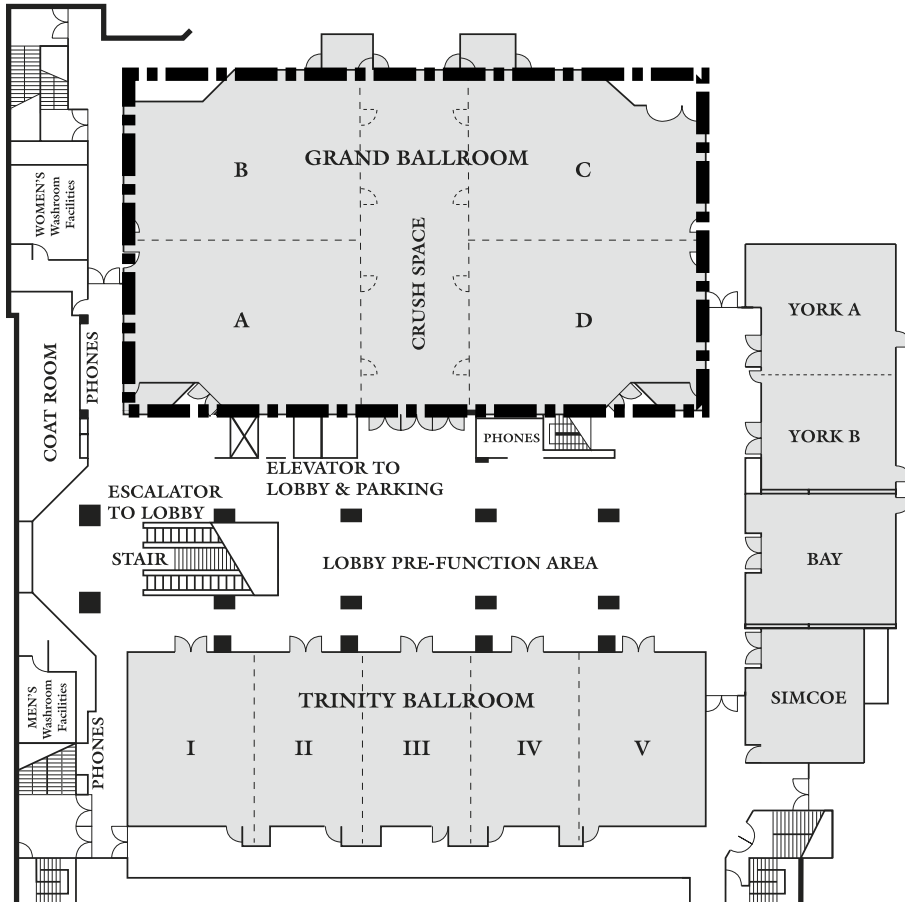 GRAND BALLROOM
B
C
WOMEN'S
Washroom
Facilities
CRUSH SPACE
A
D
YORK A
COAT ROOM
PHONES
YORK B
PHONES
ELEVATOR TO
LOBBY & PARKING
ESCALATOR
TO LOBBY
STAIR
LOBBY PRE-FUNCTION AREA
BAY
MEN'S
Washroom
Facilities
TRINITY BALLROOM
SIMCOE
PHONES
I
II
III
IV
V